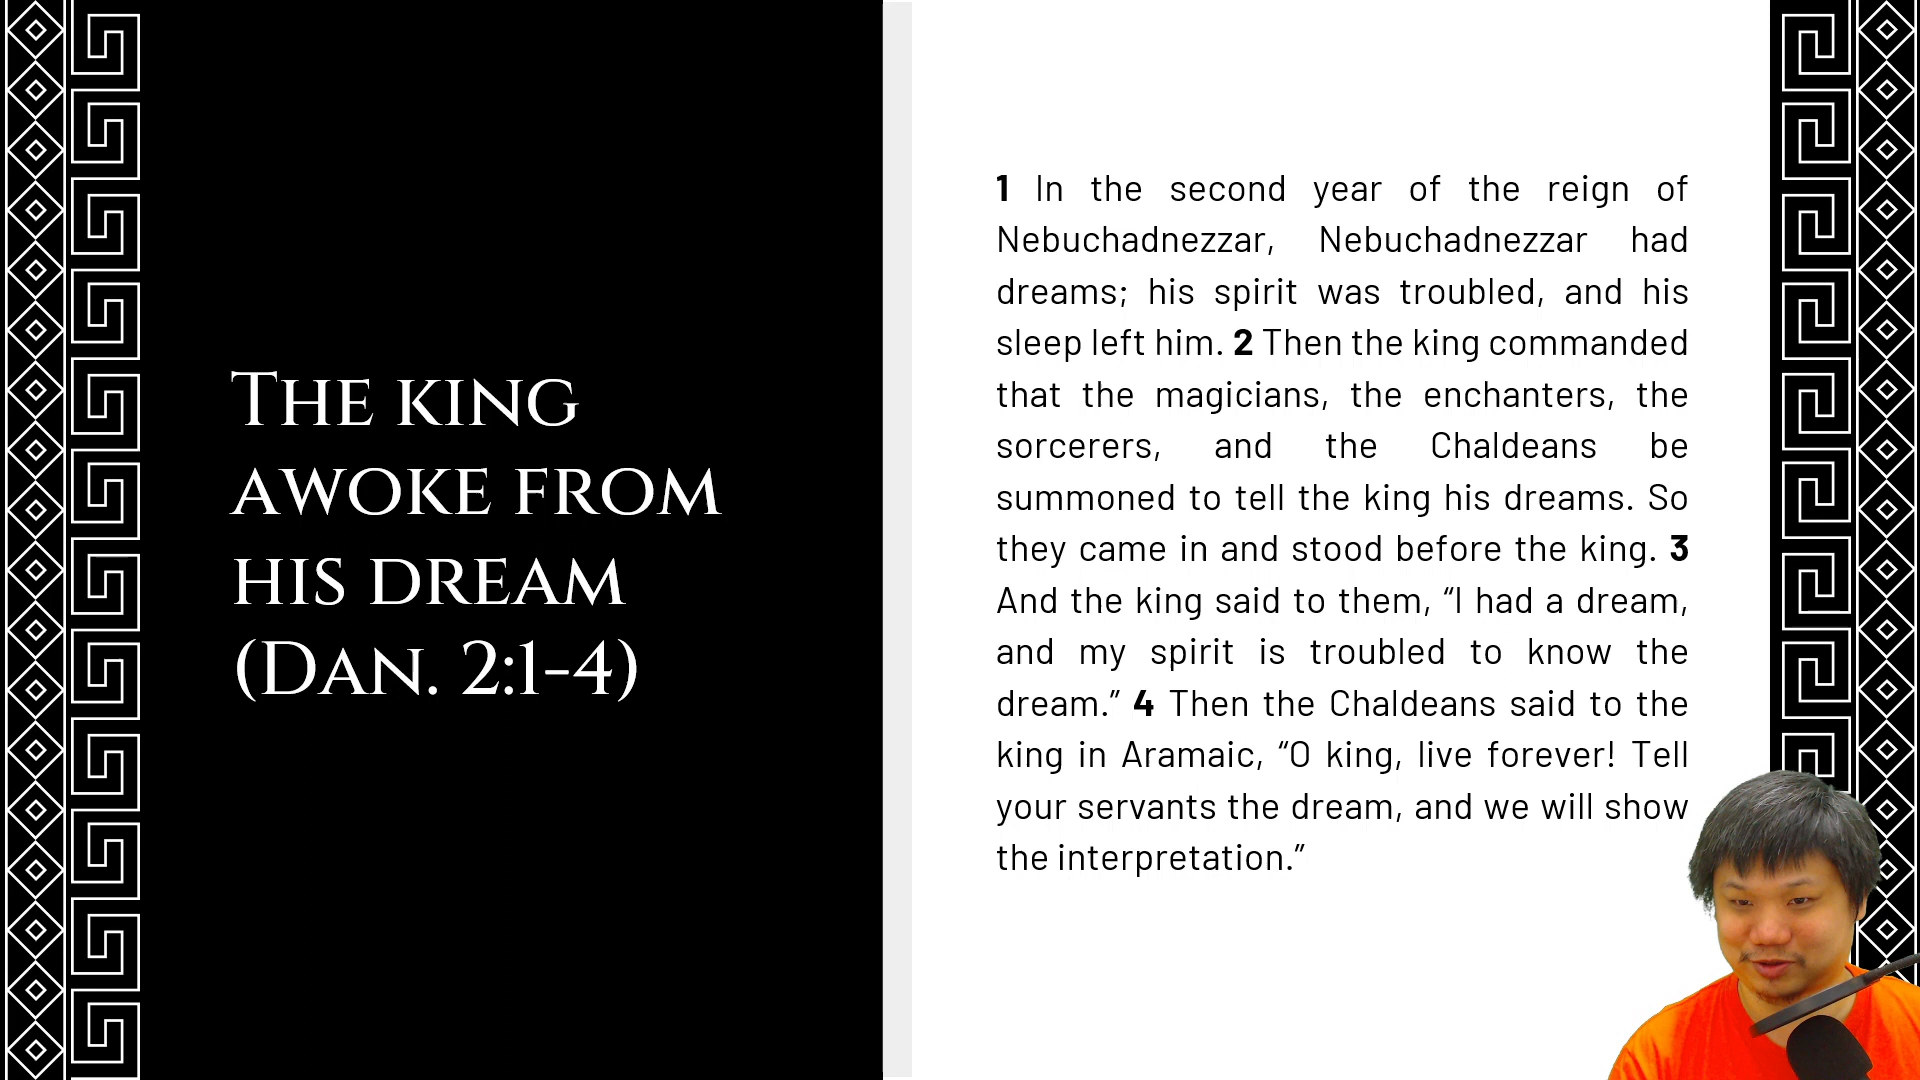 The king
awoke from
his dream
(Dan. 2:1-4)
1 In the second year of the reign of
Nebuchadnezzar, Nebuchadnezzar had
dreams; his spirit was troubled, and his
sleep left him. 2 Then the king commanded
that the magicians, the enchanters, the
sorcerers, and the Chaldeans be
summoned to tell the king his dreams. So
they came in and stood before the king. 3
And the king said to them, “I had a dream,
and my spirit is troubled to know the
dream.” 4 Then the Chaldeans said to the
king in Aramaic, “O king, live forever! Tell
your servants the dream, and we will show
the interpretation.”